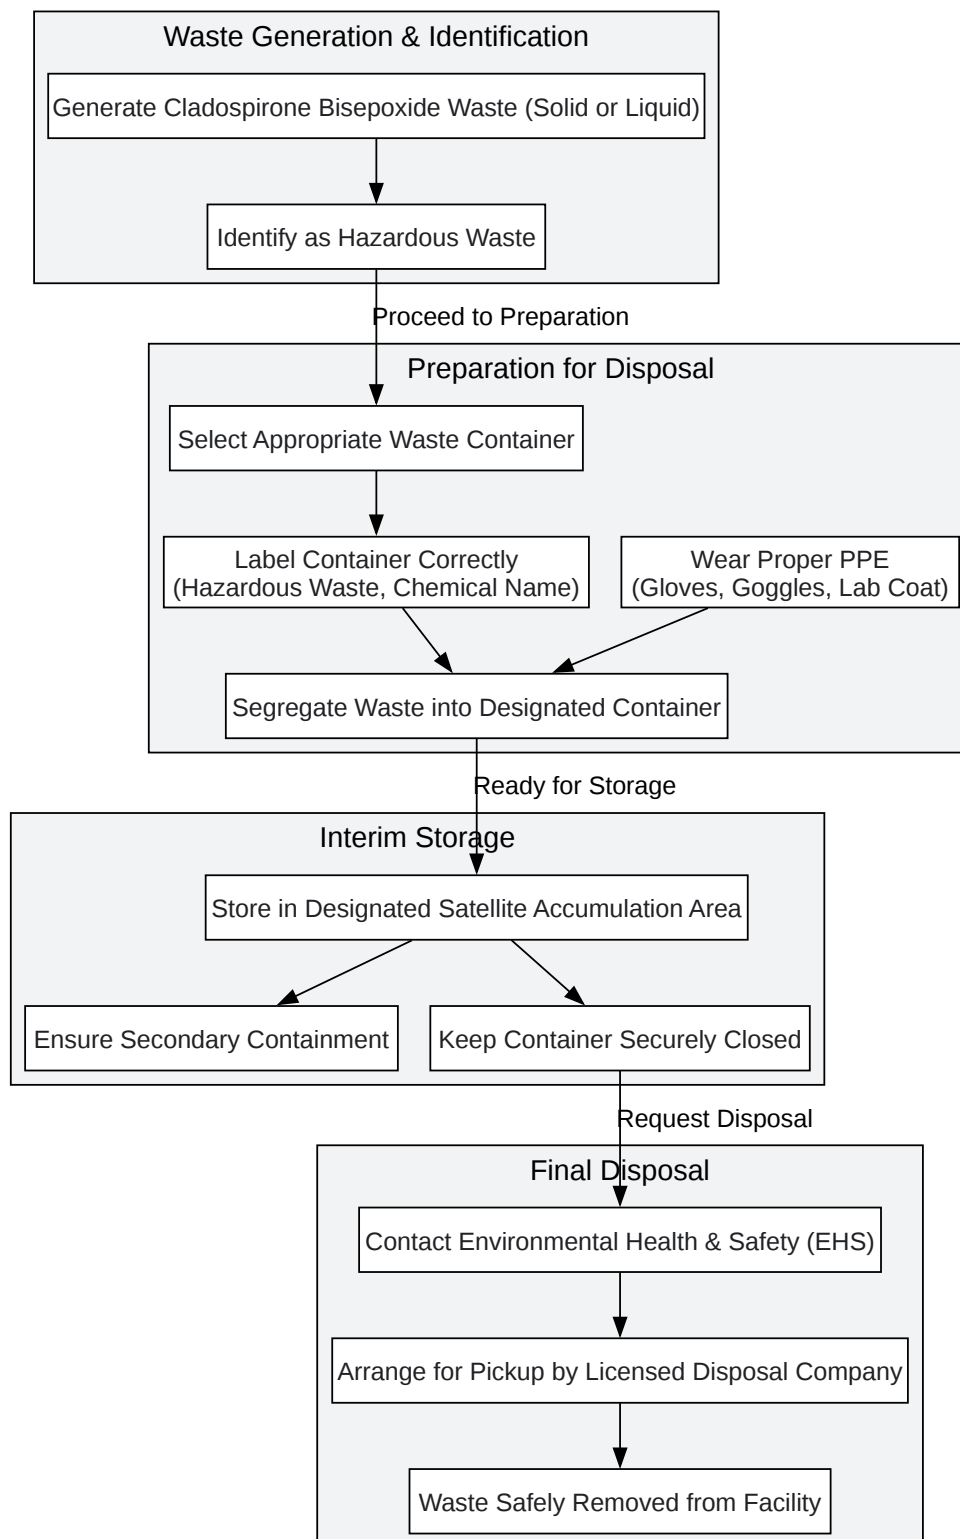 Waste Generation & Identification
Generate Cladospirone Bisepoxide Waste (Solid or Liquid)
Identify as Hazardous Waste
Proceed to Preparation
Preparation for Disposal
Select Appropriate Waste Container
Label Container Correctly
(Hazardous Waste, Chemical Name)
Wear Proper PPE
(Gloves, Goggles, Lab Coat)
Segregate Waste into Designated Container
Ready for Storage
Interim Storage
Store in Designated Satellite Accumulation Area
Ensure Secondary Containment
Keep Container Securely Closed
Request Disposal
Final Disposal
Contact Environmental Health & Safety (EHS)
Arrange for Pickup by Licensed Disposal Company
Waste Safely Removed from Facility